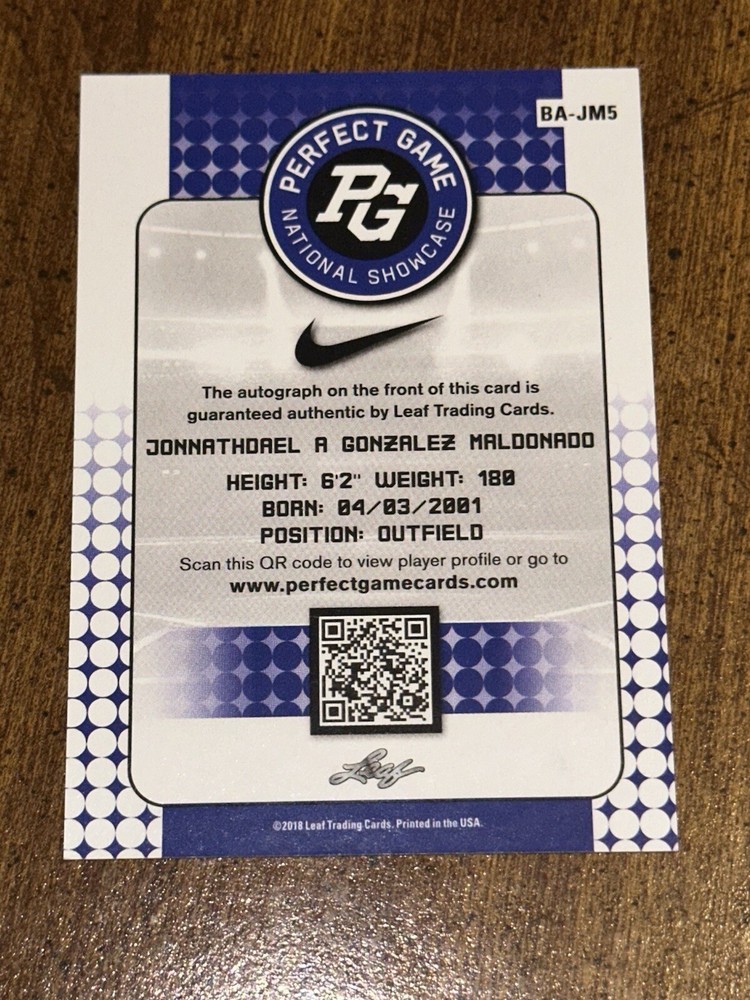 BA-JM5
PERFECT GAME
PG
NATIONAL SHOWCASE
The autograph on the front of this card is
guaranteed authentic by Leaf Trading Cards.
JONNATHDAEL A GONZALEZ MALDONADO
HEIGHT: 6'2" WEIGHT: 180
BORN: 04/03/2001
POSITION: OUTFIELD
Scan this QR code to view player profile or go to
www.perfectgamecards.com
Leaf
©2018 Leaf Trading Cards. Printed in the USA.